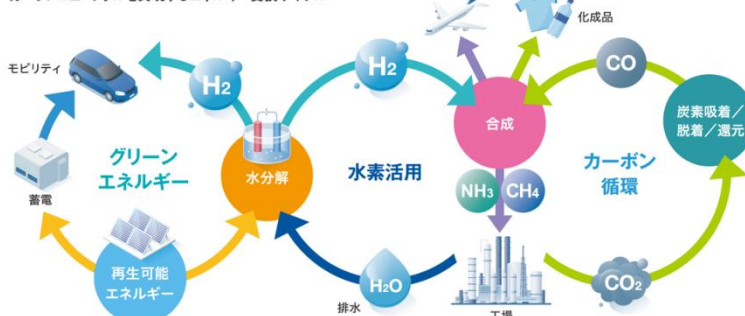 化成品
モビリティ
H₂
H₂
CO
炭素吸着／
脱着／還元
合成
グリーン
エネルギー
水分解
水素活用
カーボン
循環
NH₃
CH₄
蓄電
再生可能
エネルギー
H₂O
CO₂
排水
工場